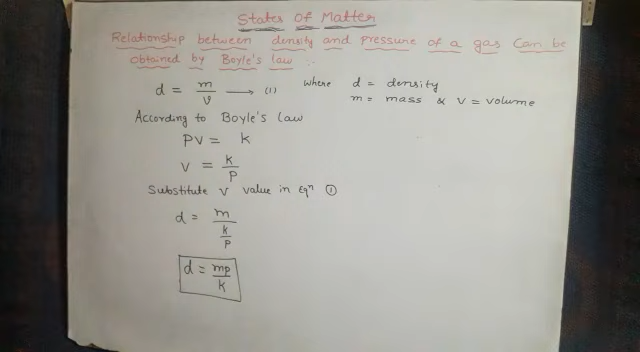 States Of Matter
Relationship between density and Pressure of a gas Can be
obtained by Boyle's law.
d = m/v → (1) where d = density
m = mass & v = volume
According to Boyle's Law
PV = k
V = k/P
Substitute V value in Eqn ①
d = m/(k/P)
d = mp/k